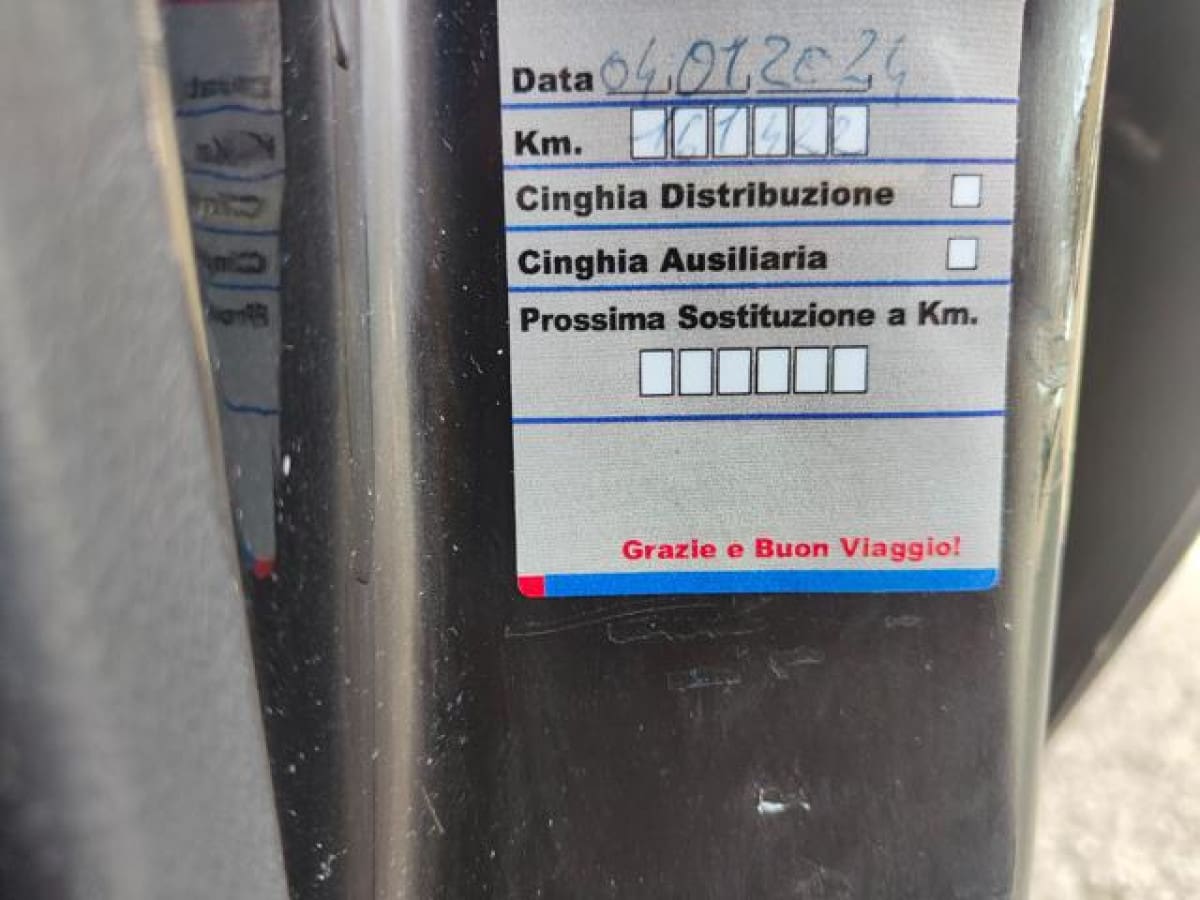 Data 04.01.2024
Km. 161422
Cinghia Distribuzione
Cinghia Ausiliaria
Prossima Sostituzione a Km.
Grazie e Buon Viaggio!